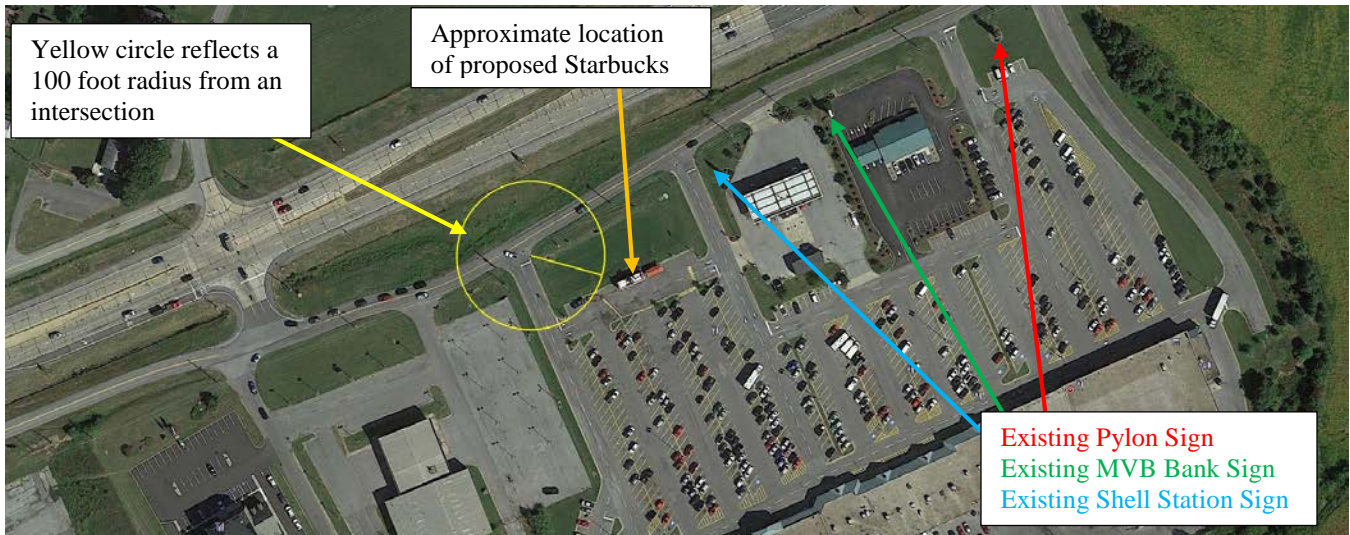 Yellow circle reflects a
100 foot radius from an
intersection
Approximate location
of proposed Starbucks
Existing Pylon Sign
Existing MVB Bank Sign
Existing Shell Station Sign